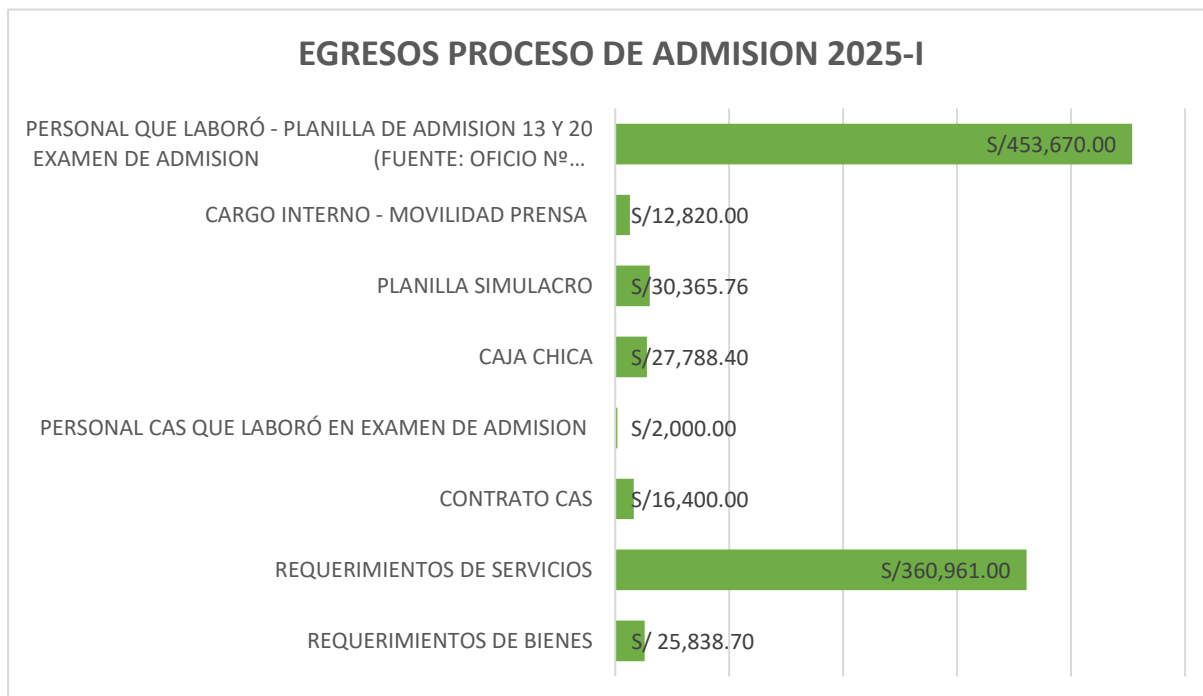 EGRESOS PROCESO DE ADMISION 2025-I
PERSONAL QUE LABORÓ - PLANILLA DE ADMISION 13 Y 20
EXAMEN DE ADMISION (FUENTE: OFICIO Nº...
S/453,670.00
CARGO INTERNO - MOVILIDAD PRENSA
S/12,820.00
PLANILLA SIMULACRO
S/30,365.76
CAJA CHICA
S/27,788.40
PERSONAL CAS QUE LABORÓ EN EXAMEN DE ADMISION
S/2,000.00
CONTRATO CAS
S/16,400.00
REQUERIMIENTOS DE SERVICIOS
S/360,961.00
REQUERIMIENTOS DE BIENES
S/ 25,838.70